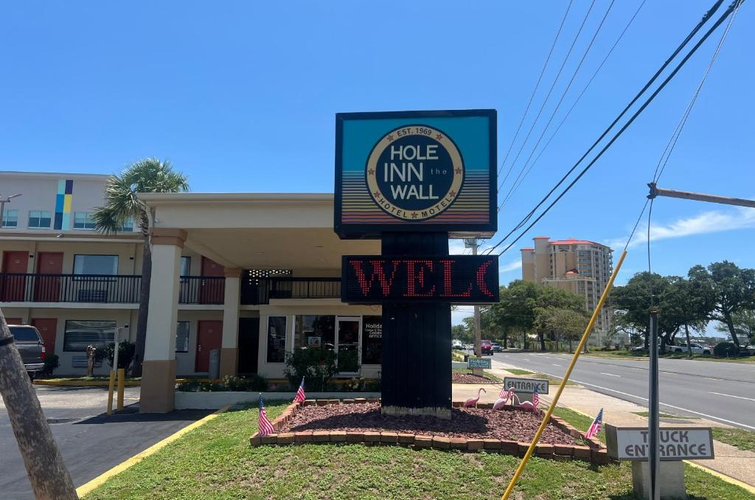 EST. 1969
HOLE
INN the
WALL
HOTEL ★ MOTEL
WELC
ENTRANCE
TRUCK
ENTRANCE